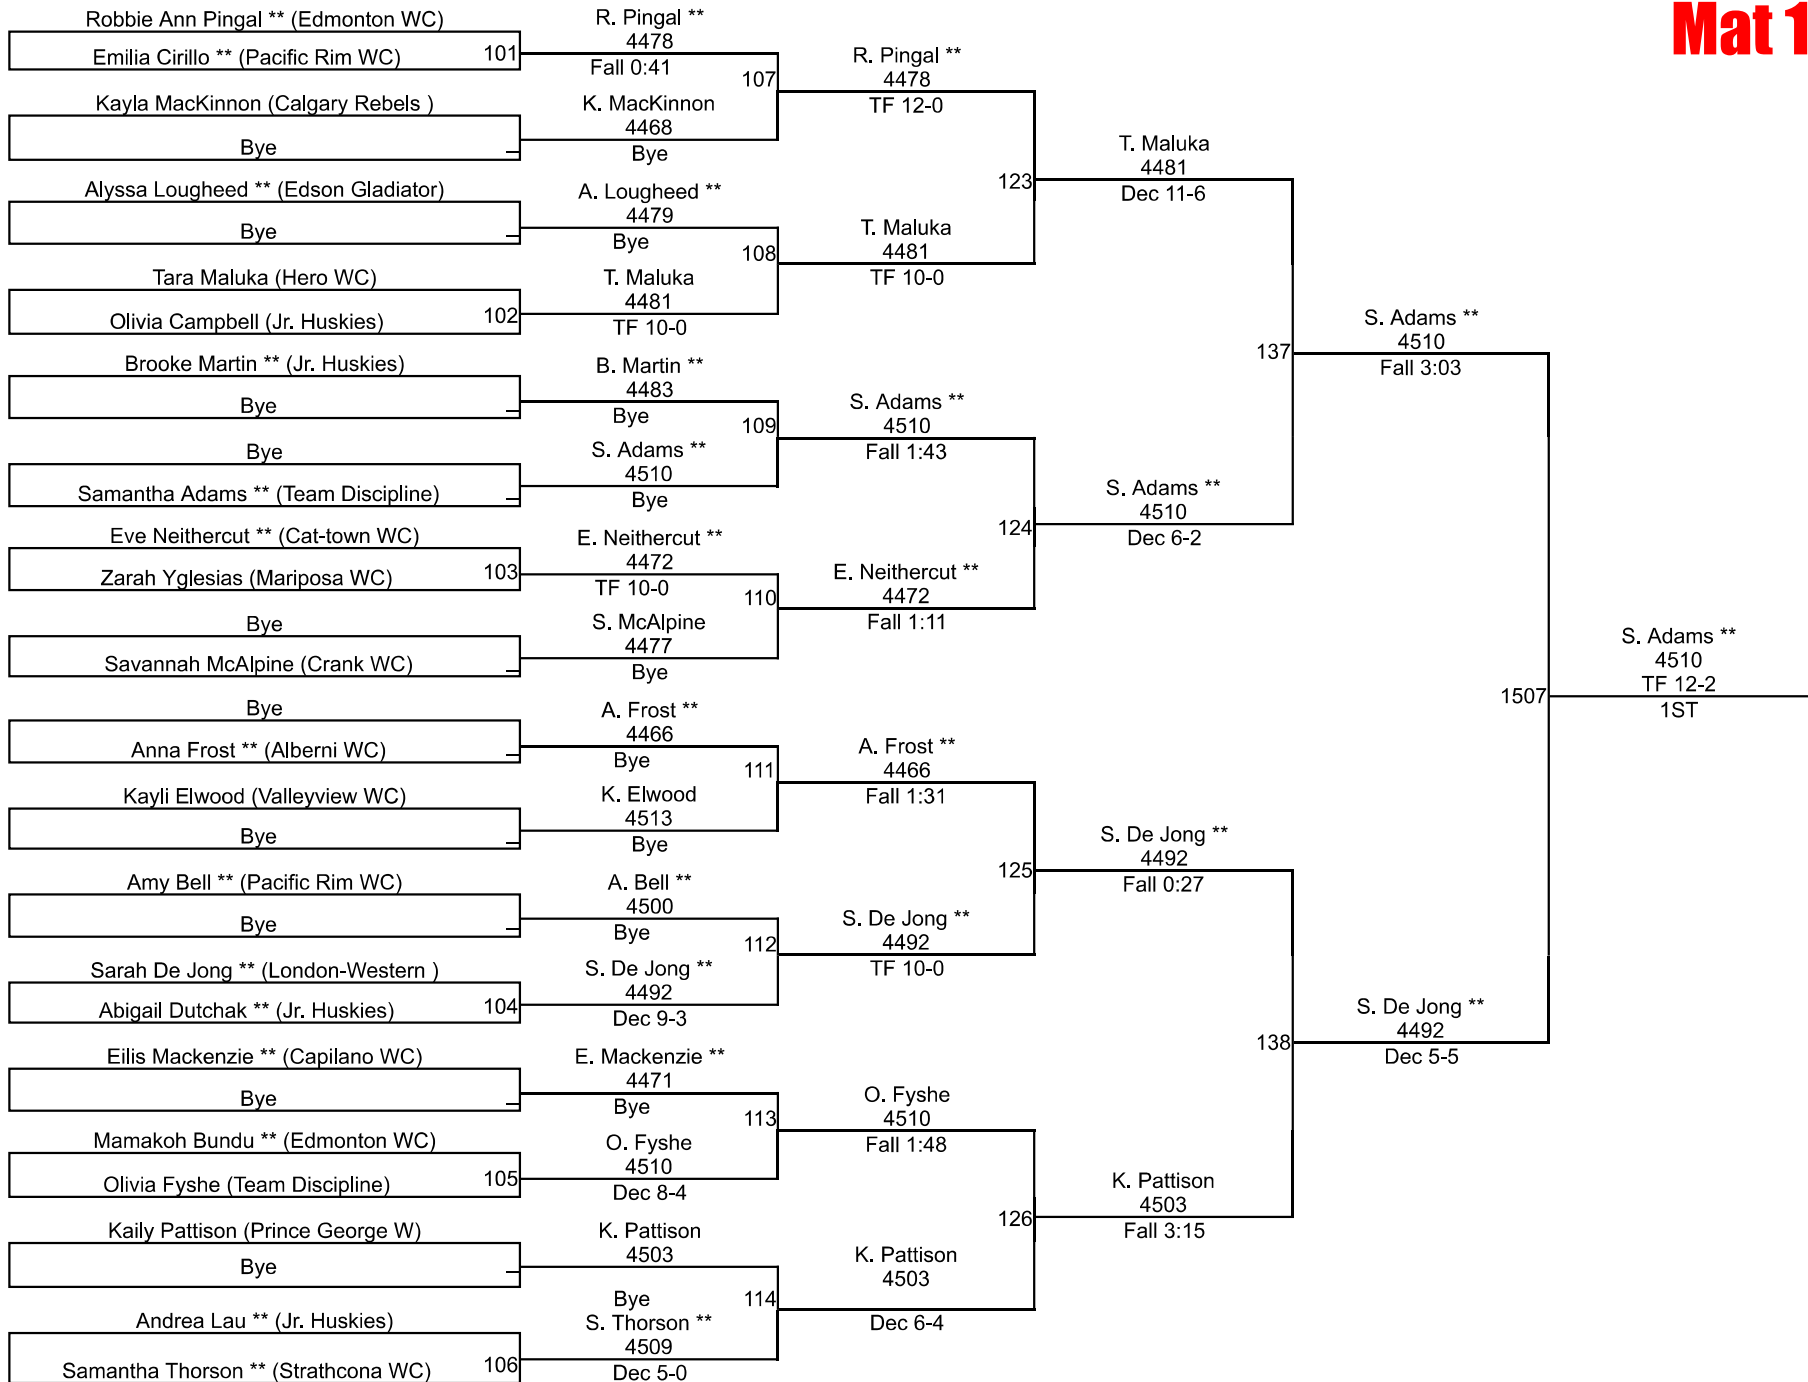 Mat 1
Robbie Ann Pingal ** (Edmonton WC)
Emilia Cirillo ** (Pacific Rim WC)
101
Kayla MacKinnon (Calgary Rebels )
Bye
Alyssa Lougheed ** (Edson Gladiator)
Bye
Tara Maluka (Hero WC)
Olivia Campbell (Jr. Huskies)
102
Brooke Martin ** (Jr. Huskies)
Bye
Bye
Samantha Adams ** (Team Discipline)
Eve Neithercut ** (Cat-town WC)
Zarah Yglesias (Mariposa WC)
103
Bye
Savannah McAlpine (Crank WC)
Bye
Anna Frost ** (Alberni WC)
Kayli Elwood (Valleyview WC)
Bye
Amy Bell ** (Pacific Rim WC)
Bye
Sarah De Jong ** (London-Western )
Abigail Dutchak ** (Jr. Huskies)
104
Eilis Mackenzie ** (Capilano WC)
Bye
Mamakoh Bundu ** (Edmonton WC)
Olivia Fyshe (Team Discipline)
105
Kaily Pattison (Prince George W)
Bye
Andrea Lau ** (Jr. Huskies)
Samantha Thorson ** (Strathcona WC)
106
R. Pingal **
4478
Fall 0:41
107
K. MacKinnon
4468
Bye
A. Lougheed **
4479
Bye
108
T. Maluka
4481
TF 10-0
B. Martin **
4483
Bye
109
S. Adams **
4510
Bye
E. Neithercut **
4472
TF 10-0
110
S. McAlpine
4477
Bye
A. Frost **
4466
Bye
111
K. Elwood
4513
Bye
A. Bell **
4500
Bye
112
S. De Jong **
4492
Dec 9-3
E. Mackenzie **
4471
Bye
113
O. Fyshe
4510
Dec 8-4
K. Pattison
4503
Bye
114
S. Thorson **
4509
Dec 5-0
R. Pingal **
4478
TF 12-0
123
T. Maluka
4481
TF 10-0
S. Adams **
4510
Fall 1:43
124
E. Neithercut **
4472
Fall 1:11
A. Frost **
4466
Fall 1:31
125
S. De Jong **
4492
TF 10-0
O. Fyshe
4510
Fall 1:48
126
K. Pattison
4503
Dec 6-4
T. Maluka
4481
Dec 11-6
137
S. Adams **
4510
Dec 6-2
S. De Jong **
4492
Fall 0:27
138
K. Pattison
4503
Fall 3:15
S. Adams **
4510
Fall 3:03
1507
S. De Jong **
4492
Dec 5-5
S. Adams **
4510
TF 12-2
1ST